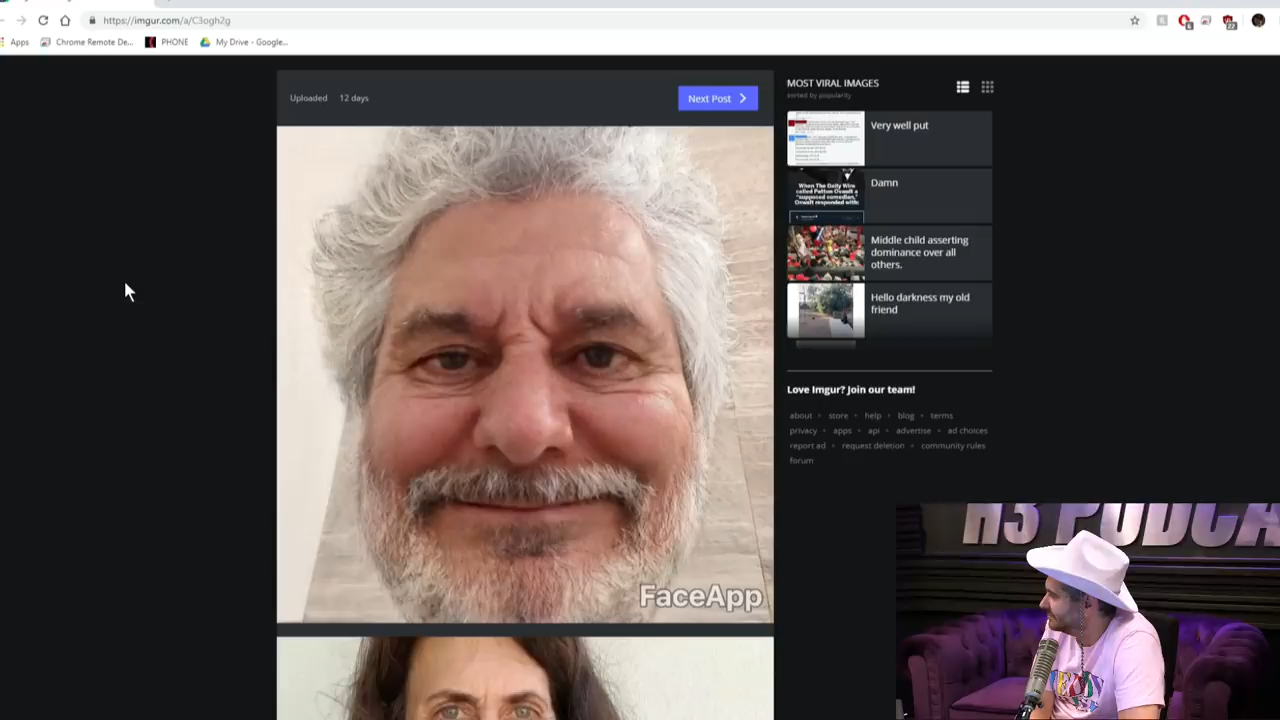 https://imgur.com/a/C3ogh2g
Apps
Chrome Remote De...
PHONE
My Drive - Google...
Uploaded 12 days
Next Post
FaceApp
MOST VIRAL IMAGES
sorted by popularity
Very well put
When The Daily Wire
called Patton Oswalt a
"supposed comedian,"
Oswalt responded with:
Damn
Middle child asserting
dominance over all
others.
Hello darkness my old
friend
Love Imgur? Join our team!
about • store • help • blog • terms
privacy • apps • api • advertise • ad choices
report ad • request deletion • community rules
forum
H3 PODCA